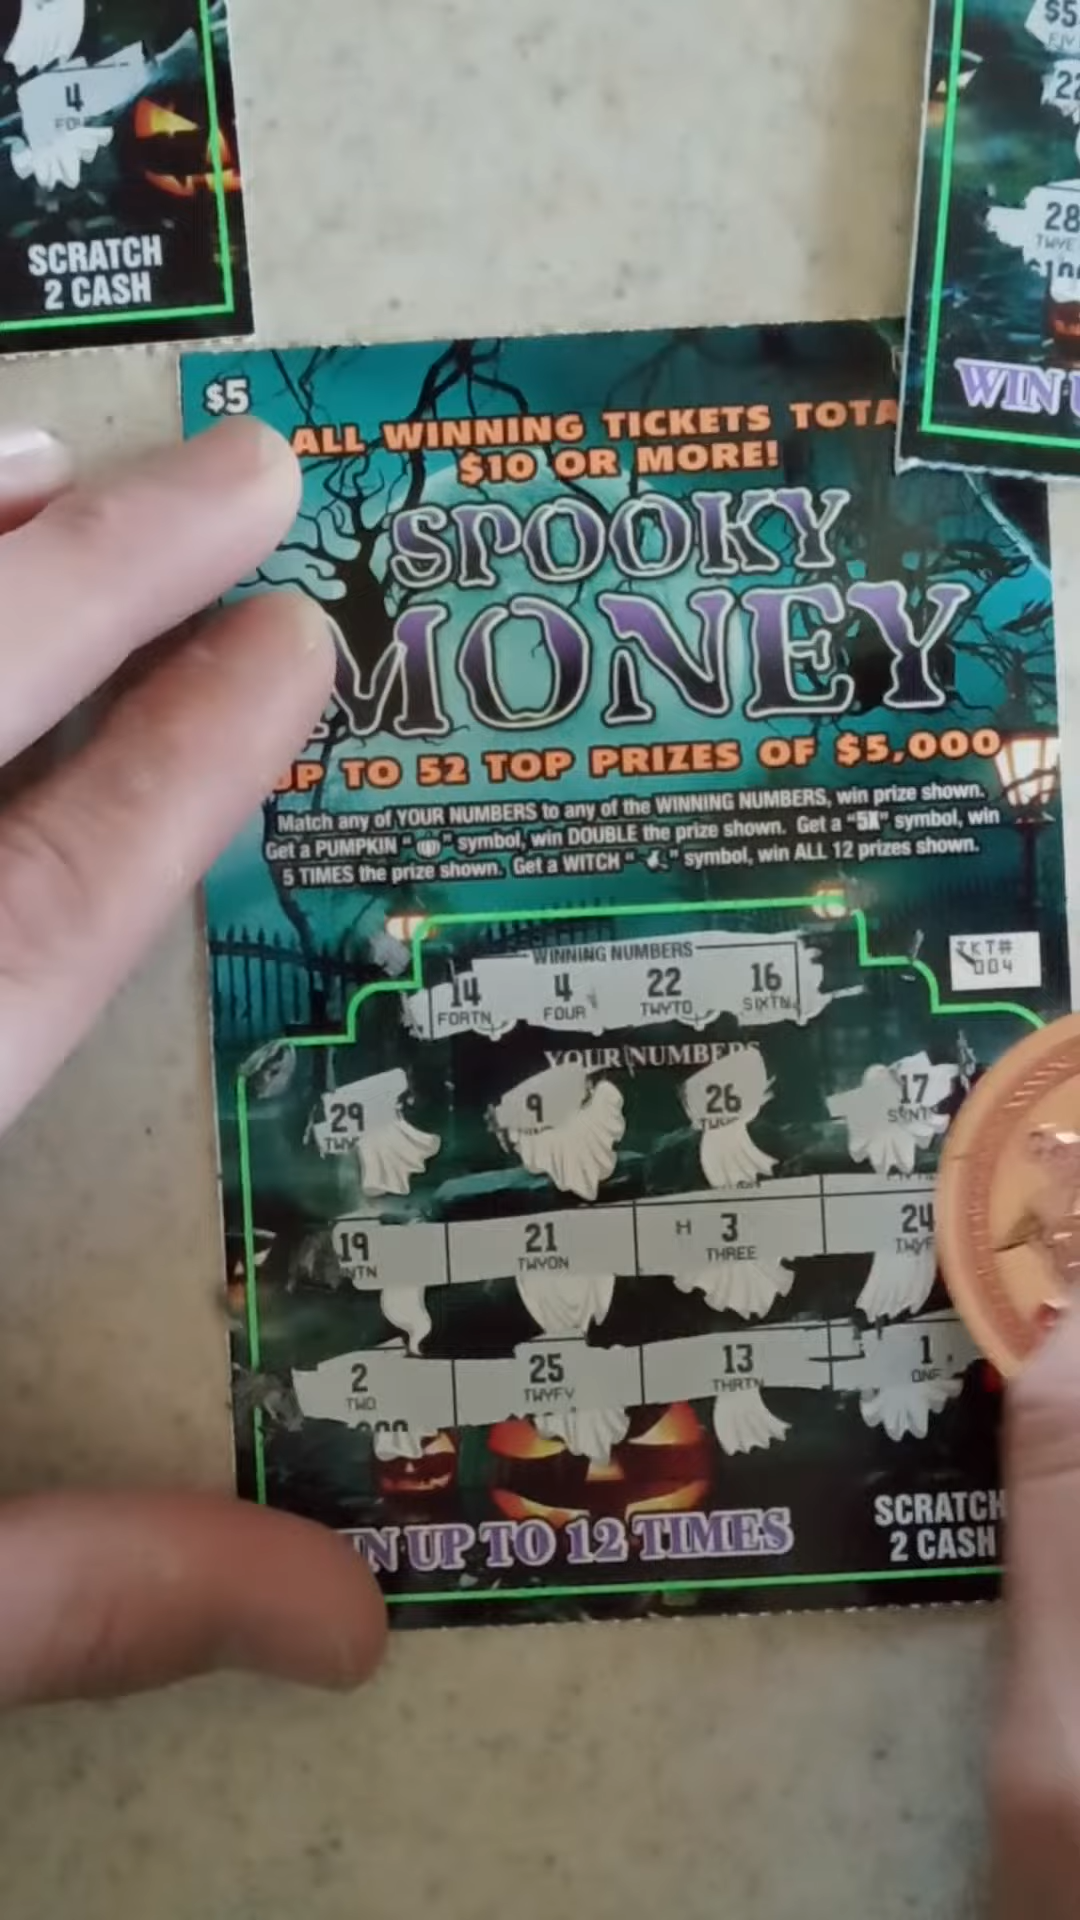 4
SCRATCH
2 CASH
$5
22
28
WIN
$5
ALL WINNING TICKETS TOTA
$10 OR MORE!
SPOOKY
MONEY
UP TO 52 TOP PRIZES OF $5,000
Match any of YOUR NUMBERS to any of the WINNING NUMBERS, win prize shown.
Get a PUMPKIN " " symbol, win DOUBLE the prize shown. Get a "5X" symbol, win
5 TIMES the prize shown. Get a WITCH " " symbol, win ALL 12 prizes shown.
WINNING NUMBERS
TKT#
004
14 4 22 16
FORTN FOUR TWYTO SIXTN
YOUR NUMBERS
29 9 26 17
SVNT
19 21 3 24
NTN TWYON H THREE TWYF
2 25 13 1
TWO TWYFV THRTN ONE
N UP TO 12 TIMES
SCRATCH
2 CASH